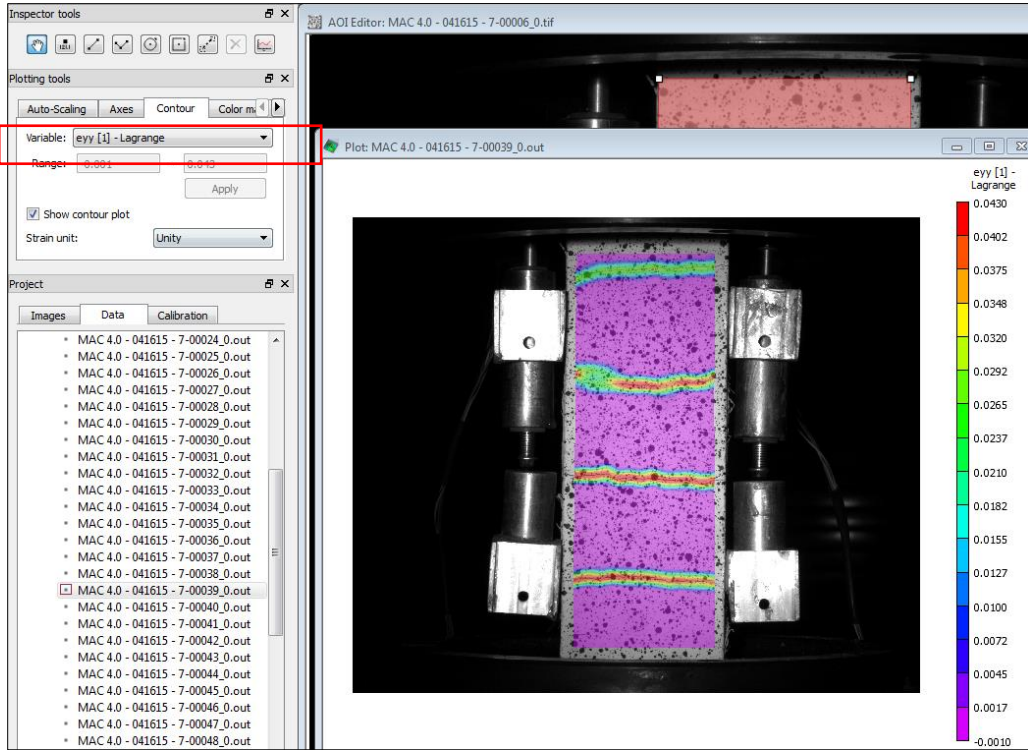 Inspector tools
Plotting tools
Auto-Scaling Axes Contour Color m
Variable: eyy [1] - Lagrange
Range: 0.001 0.043
Apply
Show contour plot
Strain unit: Unity
Project
Images Data Calibration
MAC 4.0 - 041615 - 7-00024_0.out
MAC 4.0 - 041615 - 7-00025_0.out
MAC 4.0 - 041615 - 7-00026_0.out
MAC 4.0 - 041615 - 7-00027_0.out
MAC 4.0 - 041615 - 7-00028_0.out
MAC 4.0 - 041615 - 7-00029_0.out
MAC 4.0 - 041615 - 7-00030_0.out
MAC 4.0 - 041615 - 7-00031_0.out
MAC 4.0 - 041615 - 7-00032_0.out
MAC 4.0 - 041615 - 7-00033_0.out
MAC 4.0 - 041615 - 7-00034_0.out
MAC 4.0 - 041615 - 7-00035_0.out
MAC 4.0 - 041615 - 7-00036_0.out
MAC 4.0 - 041615 - 7-00037_0.out
MAC 4.0 - 041615 - 7-00038_0.out
MAC 4.0 - 041615 - 7-00039_0.out
MAC 4.0 - 041615 - 7-00040_0.out
MAC 4.0 - 041615 - 7-00041_0.out
MAC 4.0 - 041615 - 7-00042_0.out
MAC 4.0 - 041615 - 7-00043_0.out
MAC 4.0 - 041615 - 7-00044_0.out
MAC 4.0 - 041615 - 7-00045_0.out
MAC 4.0 - 041615 - 7-00046_0.out
MAC 4.0 - 041615 - 7-00047_0.out
MAC 4.0 - 041615 - 7-00048_0.out
AOI Editor: MAC 4.0 - 041615 - 7-00006_0.tif
Plot: MAC 4.0 - 041615 - 7-00039_0.out
eyy [1] -
Lagrange
0.0430
0.0402
0.0375
0.0348
0.0320
0.0292
0.0265
0.0237
0.0210
0.0182
0.0155
0.0127
0.0100
0.0072
0.0045
0.0017
-0.0010